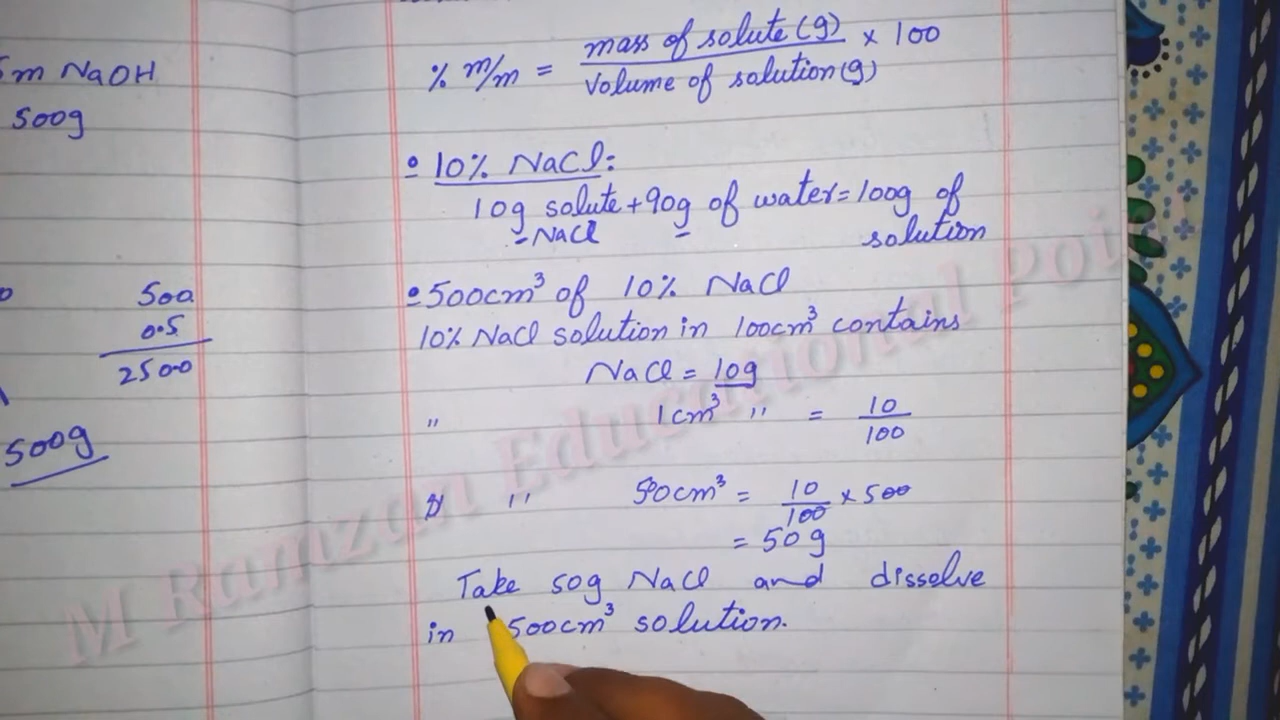 5m NaOH
500g
500
0.5
2500
500g
% m/m = mass of solute (g) / Volume of solution (g) × 100
10% NaCl:
10g solute + 90g of water = 100g of
NaCl solution
500cm³ of 10% NaCl
10% NaCl solution in 100cm³ contains
NaCl = 10g
" 1cm³ " = 10/100
" " 500cm³ = 10/100 × 500
= 50g
Take 50g NaCl and dissolve
in 500cm³ solution.
M Ramzan Educational Point